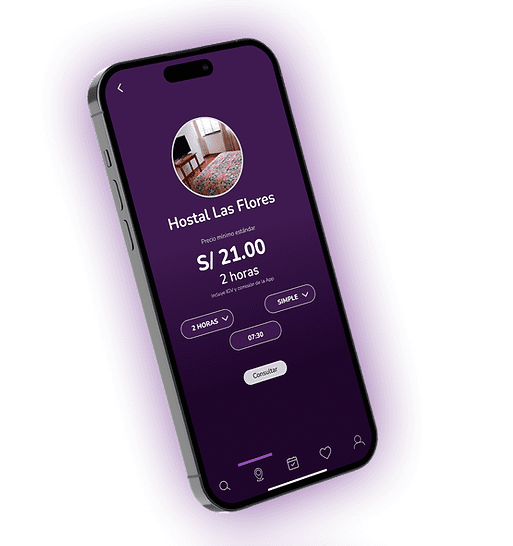 Hostal Las Flores
Precio mínimo estándar
S/ 21.00
2 horas
Incluye IGV y comisión de la App
2 HORAS
SIMPLE
07:30
Consultar